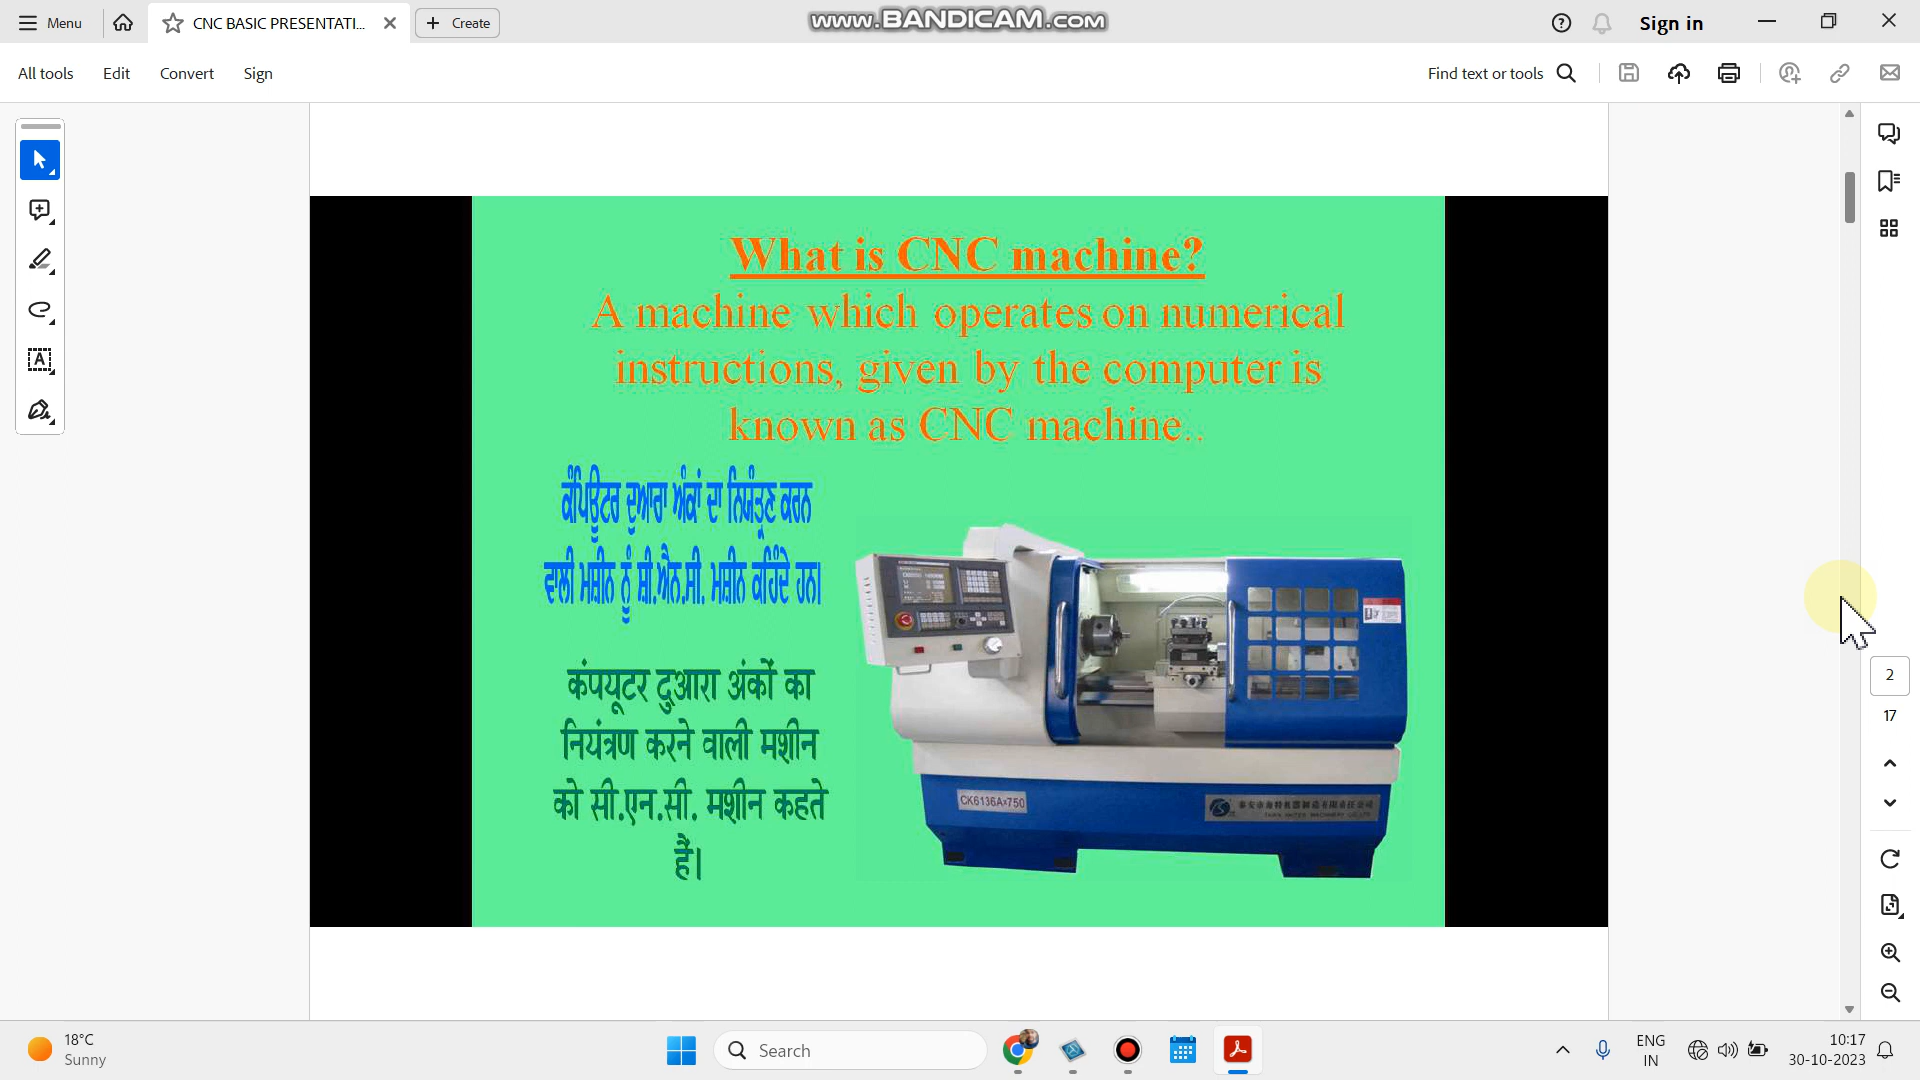 Menu
CNC BASIC PRESENTATI...
Create
www.BANDICAM.com
Sign in
All tools
Edit
Convert
Sign
Find text or tools
What is CNC machine?
A machine which operates on numerical
instructions, given by the computer is
known as CNC machine..
ਕੰਪਿਊਟਰ ਦੁਆਰਾ ਅੰਕਾਂ ਦਾ ਨਿਯੰਤ੍ਰਣ ਕਰਨ
ਵਾਲੀ ਮਸ਼ੀਨ ਨੂੰ ਸੀ.ਐਨ.ਸੀ. ਮਸ਼ੀਨ ਕਹਿੰਦੇ ਹਨ।
कंपयूटर दुआरा अंकों का
नियंत्रण करने वाली मशीन
को सी.एन.सी. मशीन कहते
हैं।
CK6136A×750
2
17
18°C
Sunny
Search
ENG
IN
10:17
30-10-2023